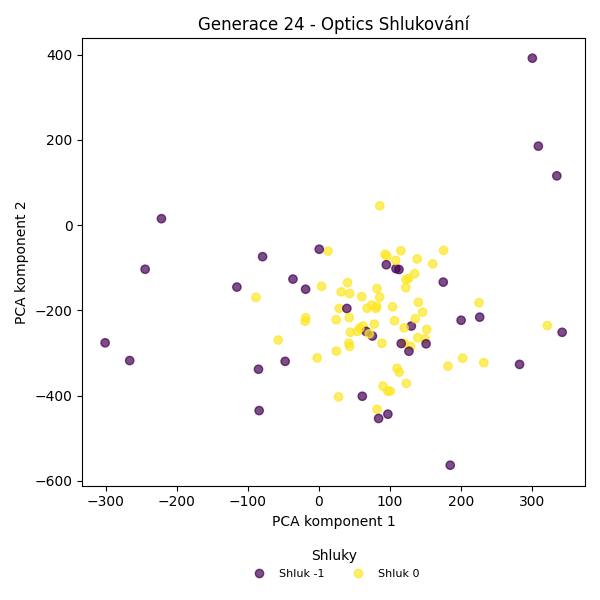 Generace 24 - Optics Shlukování
400
200
0
−200
−400
−600
PCA komponent 2
−300 −200 −100 0 100 200 300
PCA komponent 1
Shluky
Shluk -1 Shluk 0